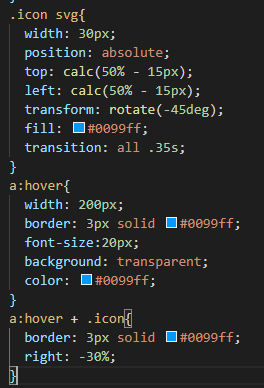 }
.icon svg{
width: 30px;
position: absolute;
top: calc(50% - 15px);
left: calc(50% - 15px);
transform: rotate(-45deg);
fill: #0099ff;
transition: all .35s;
}
a:hover{
width: 200px;
border: 3px solid #0099ff;
font-size:20px;
background: transparent;
color: #0099ff;
}
a:hover + .icon{
border: 3px solid #0099ff;
right: -30%;
}